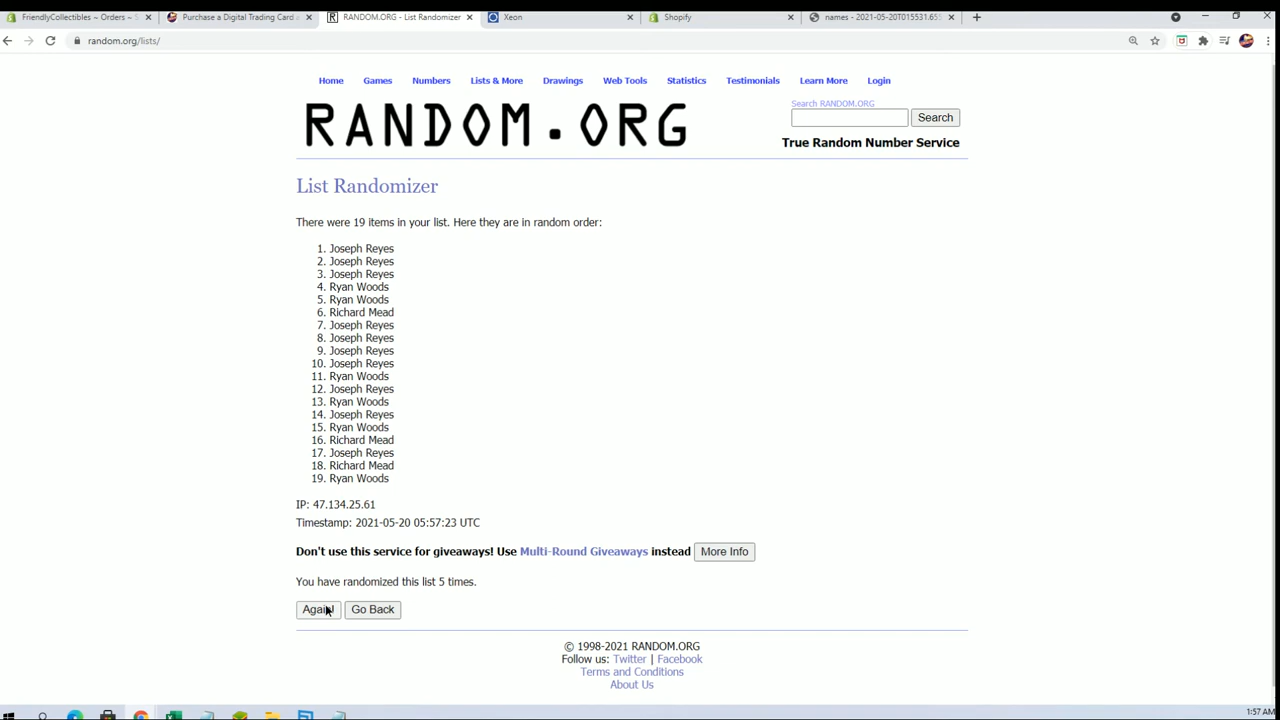 FriendlyCollectibles ~ Orders ~ S
Purchase a Digital Trading Card a
RANDOM.ORG - List Randomizer
Xeon
Shopify
names - 2021-05-20T015531.655
random.org/lists/
Home Games Numbers Lists & More Drawings Web Tools Statistics Testimonials Learn More Login
RANDOM.ORG
Search RANDOM.ORG
Search
True Random Number Service
List Randomizer
There were 19 items in your list. Here they are in random order:
1. Joseph Reyes
2. Joseph Reyes
3. Joseph Reyes
4. Ryan Woods
5. Ryan Woods
6. Richard Mead
7. Joseph Reyes
8. Joseph Reyes
9. Joseph Reyes
10. Joseph Reyes
11. Ryan Woods
12. Joseph Reyes
13. Ryan Woods
14. Joseph Reyes
15. Ryan Woods
16. Richard Mead
17. Joseph Reyes
18. Richard Mead
19. Ryan Woods
IP: 47.134.25.61
Timestamp: 2021-05-20 05:57:23 UTC
Don't use this service for giveaways! Use Multi-Round Giveaways instead More Info
You have randomized this list 5 times.
Again! Go Back
© 1998-2021 RANDOM.ORG
Follow us: Twitter | Facebook
Terms and Conditions
About Us
1:57 AM